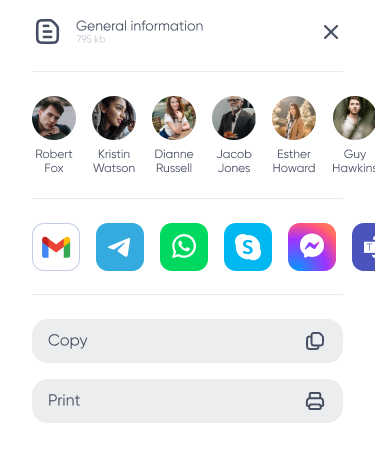 General information
795 kb
Robert
Fox
Kristin
Watson
Dianne
Russell
Jacob
Jones
Esther
Howard
Guy
Hawkins
S
T
Copy
Print